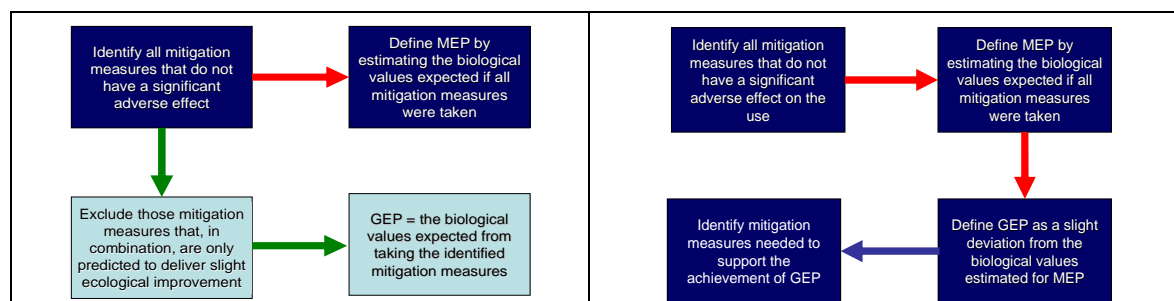 Identify all mitigation
measures that do not
have a significant
adverse effect
Define MEP by
estimating the biological
values expected if all
mitigation measures
were taken
Exclude those mitigation
measures that, in
combination, are only
predicted to deliver slight
ecological improvement
GEP = the biological
values expected from
taking the identified
mitigation measures
Identify all mitigation
measures that do not
have a significant
adverse effect on the
use
Define MEP by
estimating the biological
values expected if all
mitigation measures
were taken
Identify mitigation
measures needed to
support the
achievement of GEP
Define GEP as a slight
deviation from the
biological values
estimated for MEP